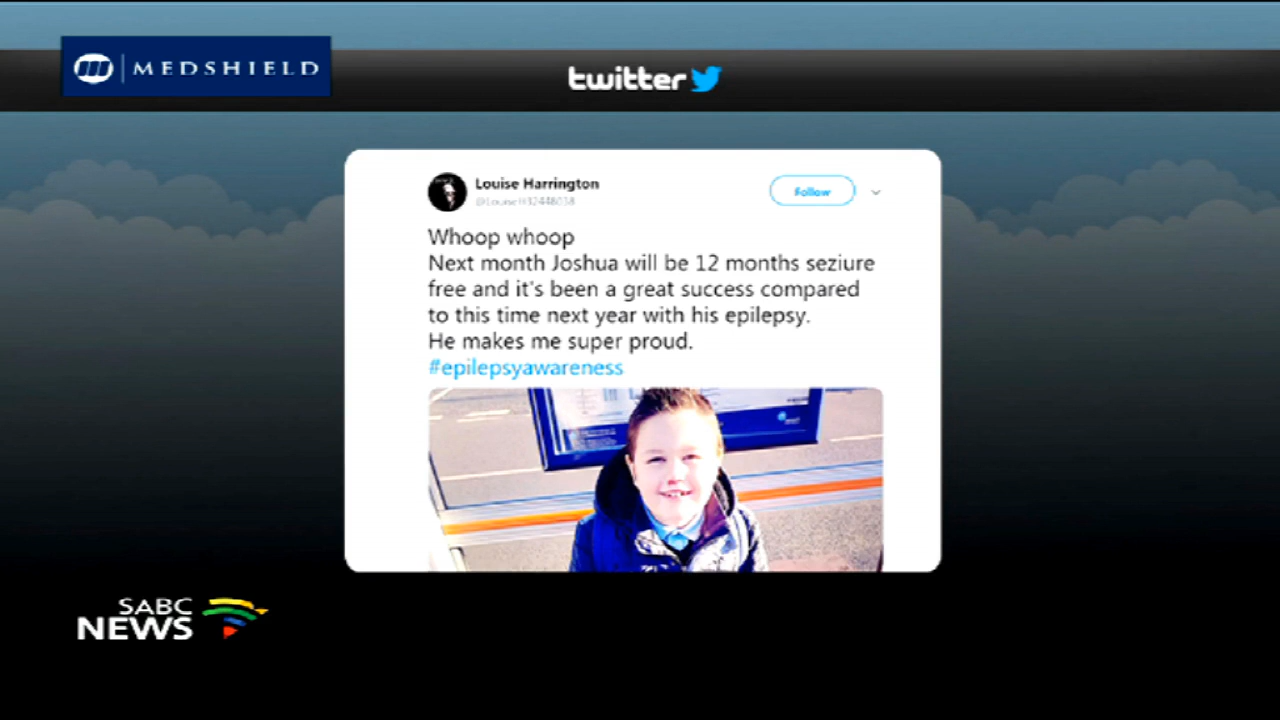 MEDSHIELD
twitter
Louise Harrington
Follow
Whoop whoop
Next month Joshua will be 12 months seziure
free and it's been a great success compared
to this time next year with his epilepsy.
He makes me super proud.
#epilepsyawareness
SABC
NEWS